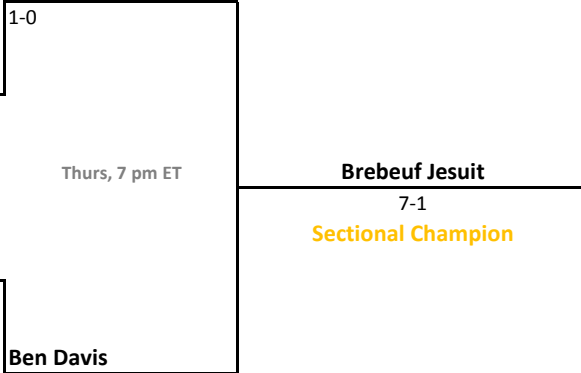 1-0
Thurs, 7 pm ET
Brebeuf Jesuit
7-1
Sectional Champion
Ben Davis